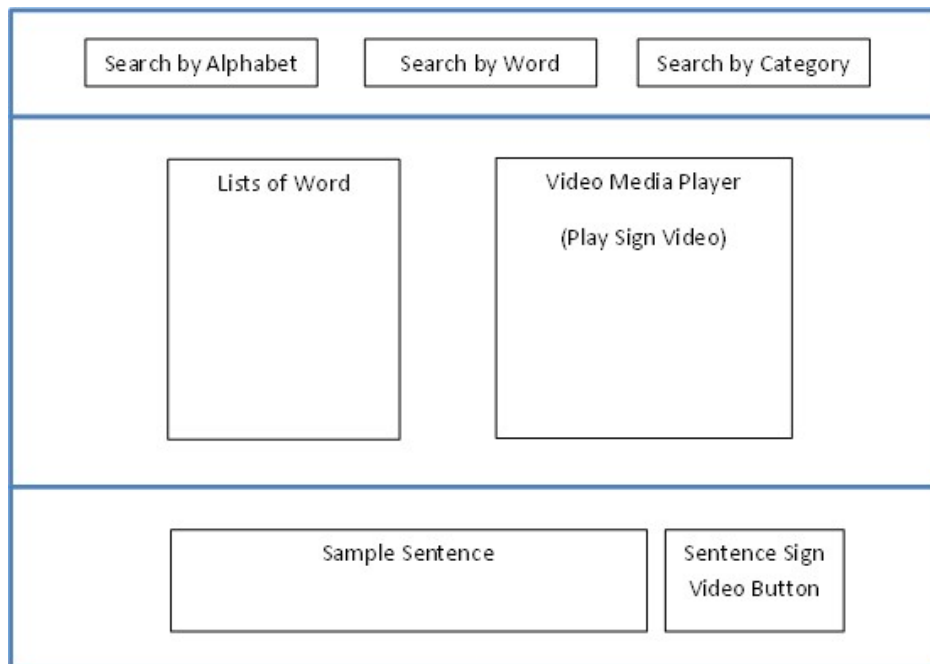 Search by Alphabet
Search by Word
Search by Category
Lists of Word
Video Media Player
(Play Sign Video)
Sample Sentence
Sentence Sign
Video Button